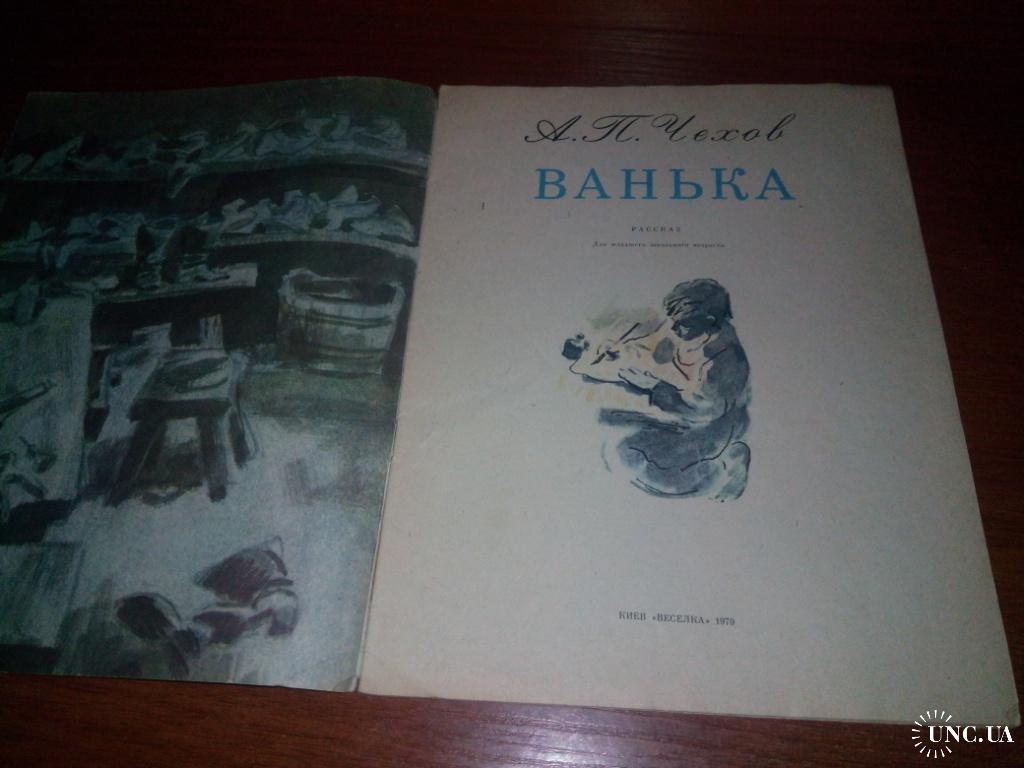 А.П.Чехов
ВАНЬКА
РАССКАЗ
Для младшего школьного возраста
КИЕВ «ВЕСЕЛКА» 1979
UNC.UA